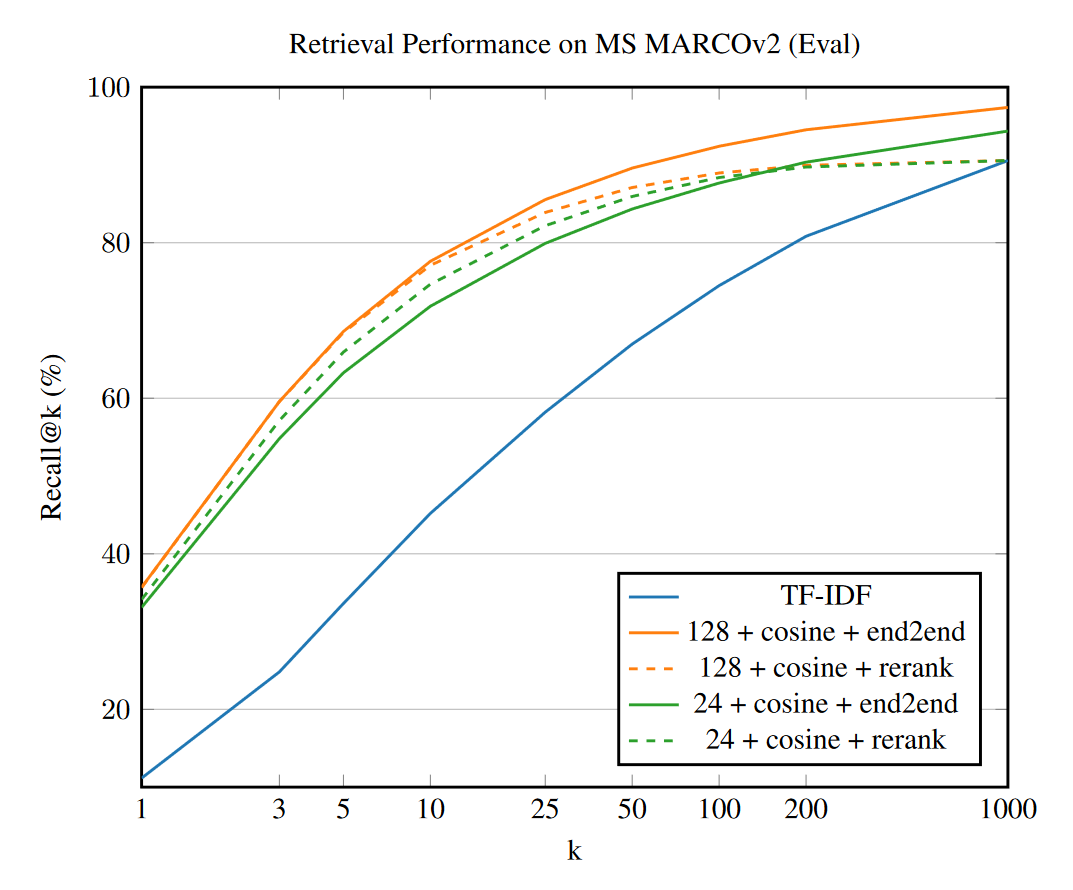 Retrieval Performance on MS MARCOv2 (Eval)
100
80
60
40
20
Recall@k (%)
TF-IDF
128 + cosine + end2end
128 + cosine + rerank
24 + cosine + end2end
24 + cosine + rerank
1 3 5 10 25 50 100 200 1000
k